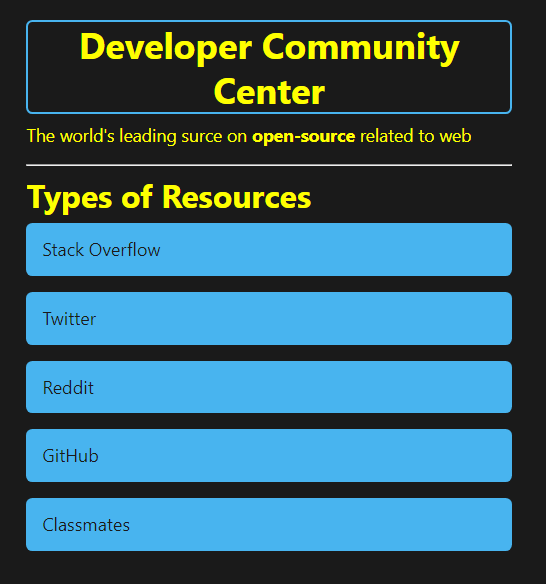 Developer Community
Center
The world's leading surce on open-source related to web
Types of Resources
Stack Overflow
Twitter
Reddit
GitHub
Classmates